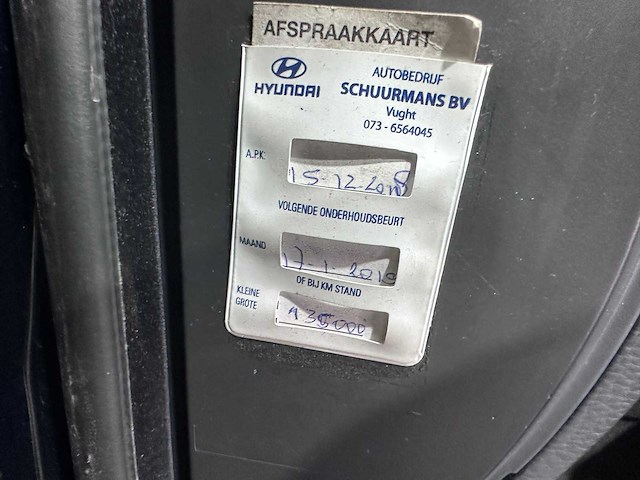 AFSPRAAKKAART
HYUNDAI
AUTOBEDRIJF
SCHUURMANS BV
Vught
073 - 6564045
A.P.K.
15-12-2018
VOLGENDE ONDERHOUDSBEURT
MAAND
17-1-2019
OF BIJ KM STAND
KLEINE
GROTE
135000